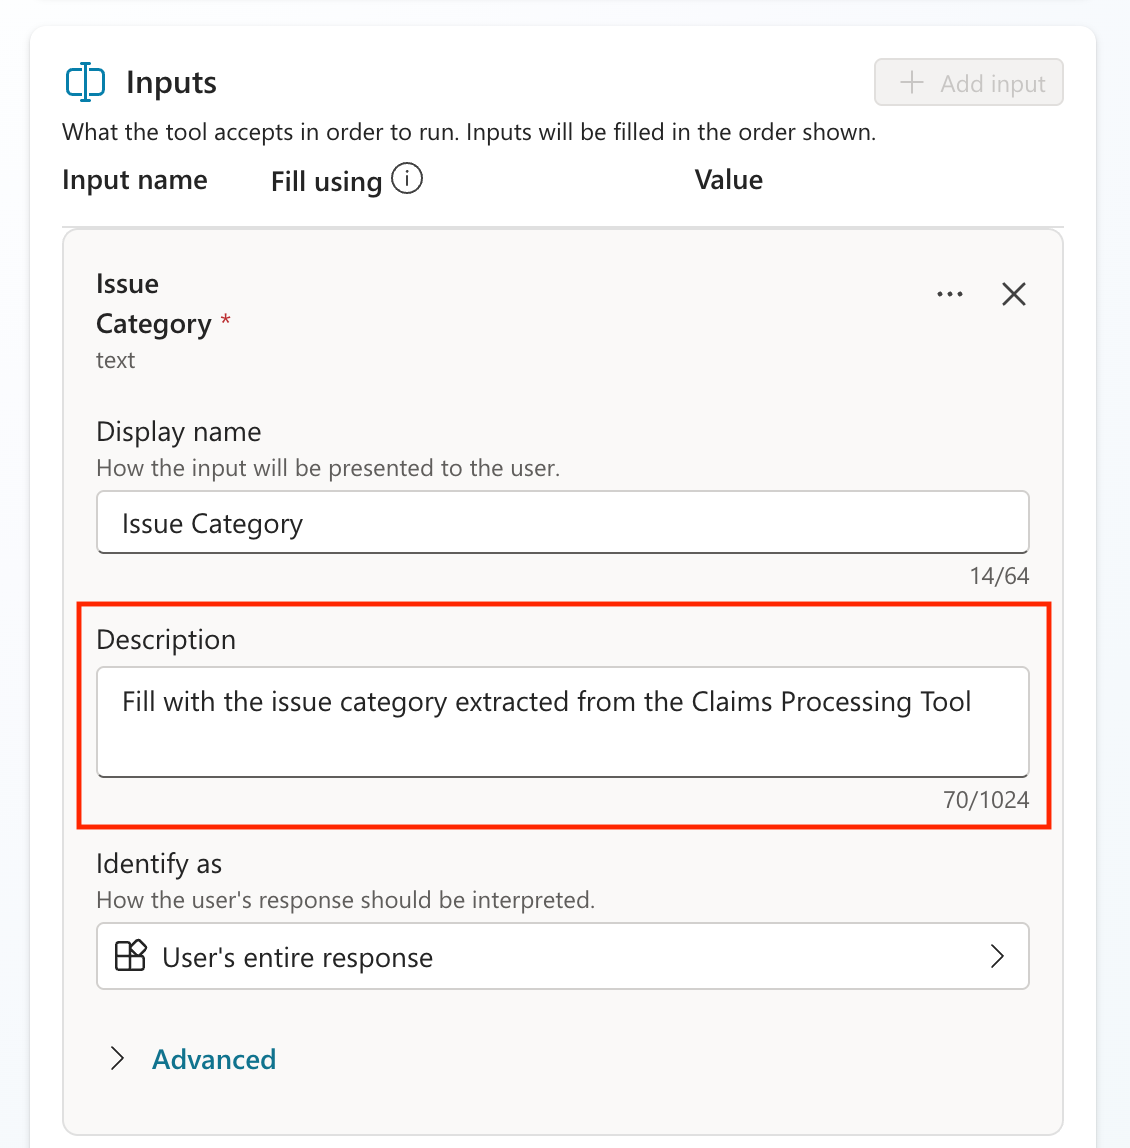 Inputs
Add input
What the tool accepts in order to run. Inputs will be filled in the order shown.
Input name Fill using Value
Issue
Category *
text
Display name
How the input will be presented to the user.
Issue Category
14/64
Description
Fill with the issue category extracted from the Claims Processing Tool
70/1024
Identify as
How the user's response should be interpreted.
User's entire response
Advanced